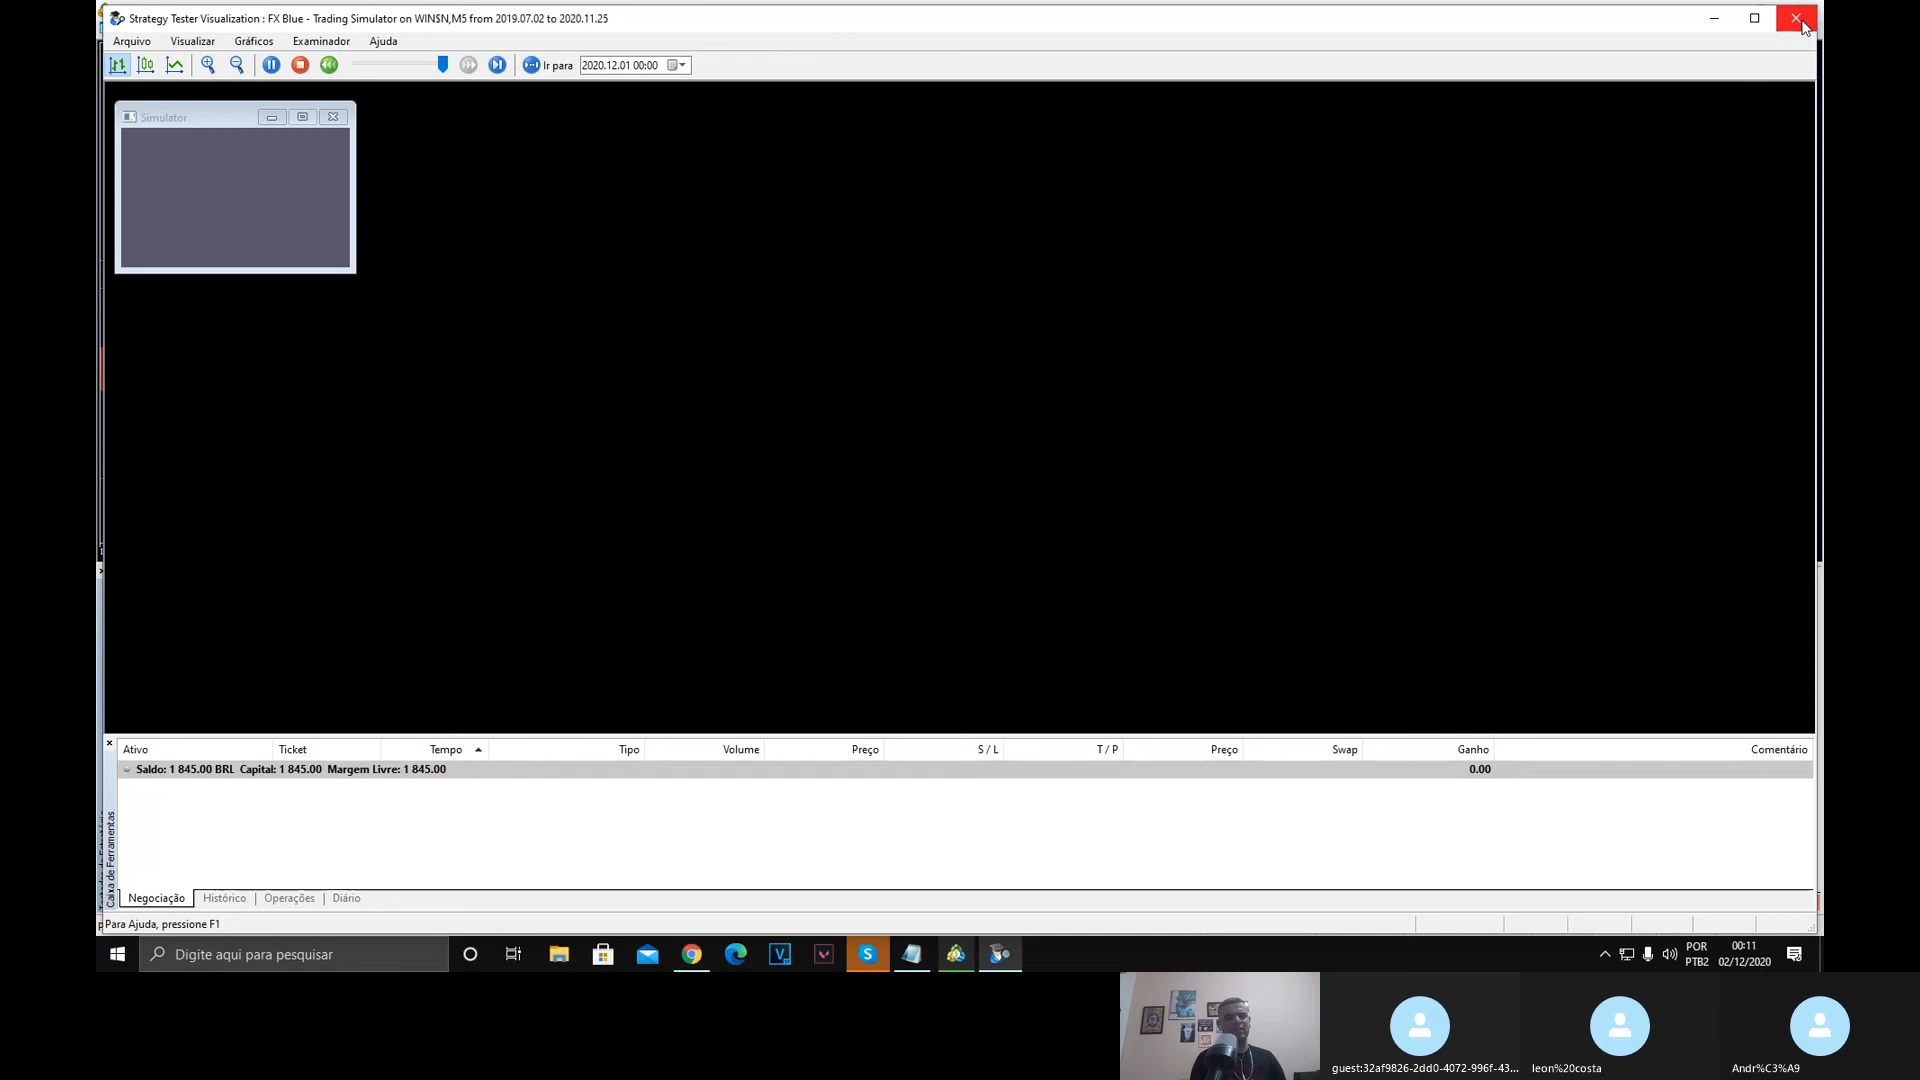 Strategy Tester Visualization : FX Blue - Trading Simulator on WIN$N,M5 from 2019.07.02 to 2020.11.25
Arquivo Visualizar Gráficos Examinador Ajuda
Ir para 2020.12.01 00:00
Simulator
Ativo Ticket Tempo Tipo Volume Preço S / L T / P Preço Swap Ganho Comentário
Saldo: 1 845.00 BRL Capital: 1 845.00 Margem Livre: 1 845.00 0.00
Caixa de Ferramentas
Negociação Histórico Operações Diário
Para Ajuda, pressione F1
Digite aqui para pesquisar
POR
PTB2
00:11
02/12/2020
guest:32af9826-2dd0-4072-996f-43... leon%20costa Andr%C3%A9